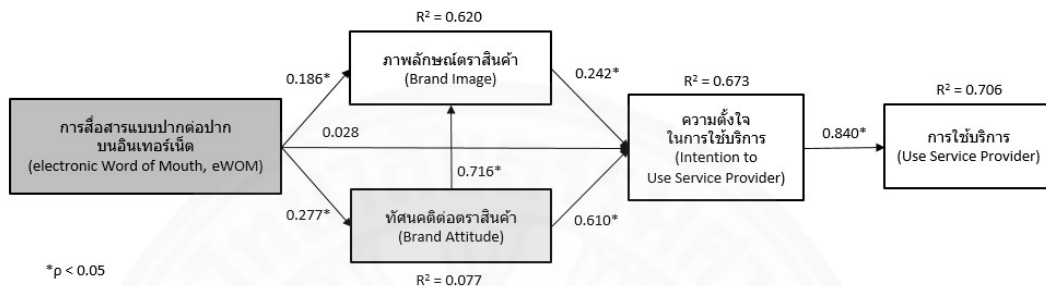 R² = 0.620
ภาพลักษณ์ตราสินค้า
(Brand Image)
0.186*
0.242*
R² = 0.673
R² = 0.706
การสื่อสารแบบปากต่อปาก
บนอินเทอร์เน็ต
(electronic Word of Mouth, eWOM)
0.028
ความตั้งใจ
ในการใช้บริการ
(Intention to
Use Service Provider)
0.840*
การใช้บริการ
(Use Service Provider)
0.716*
0.277*
ทัศนคติต่อตราสินค้า
(Brand Attitude)
0.610*
*p < 0.05
R² = 0.077